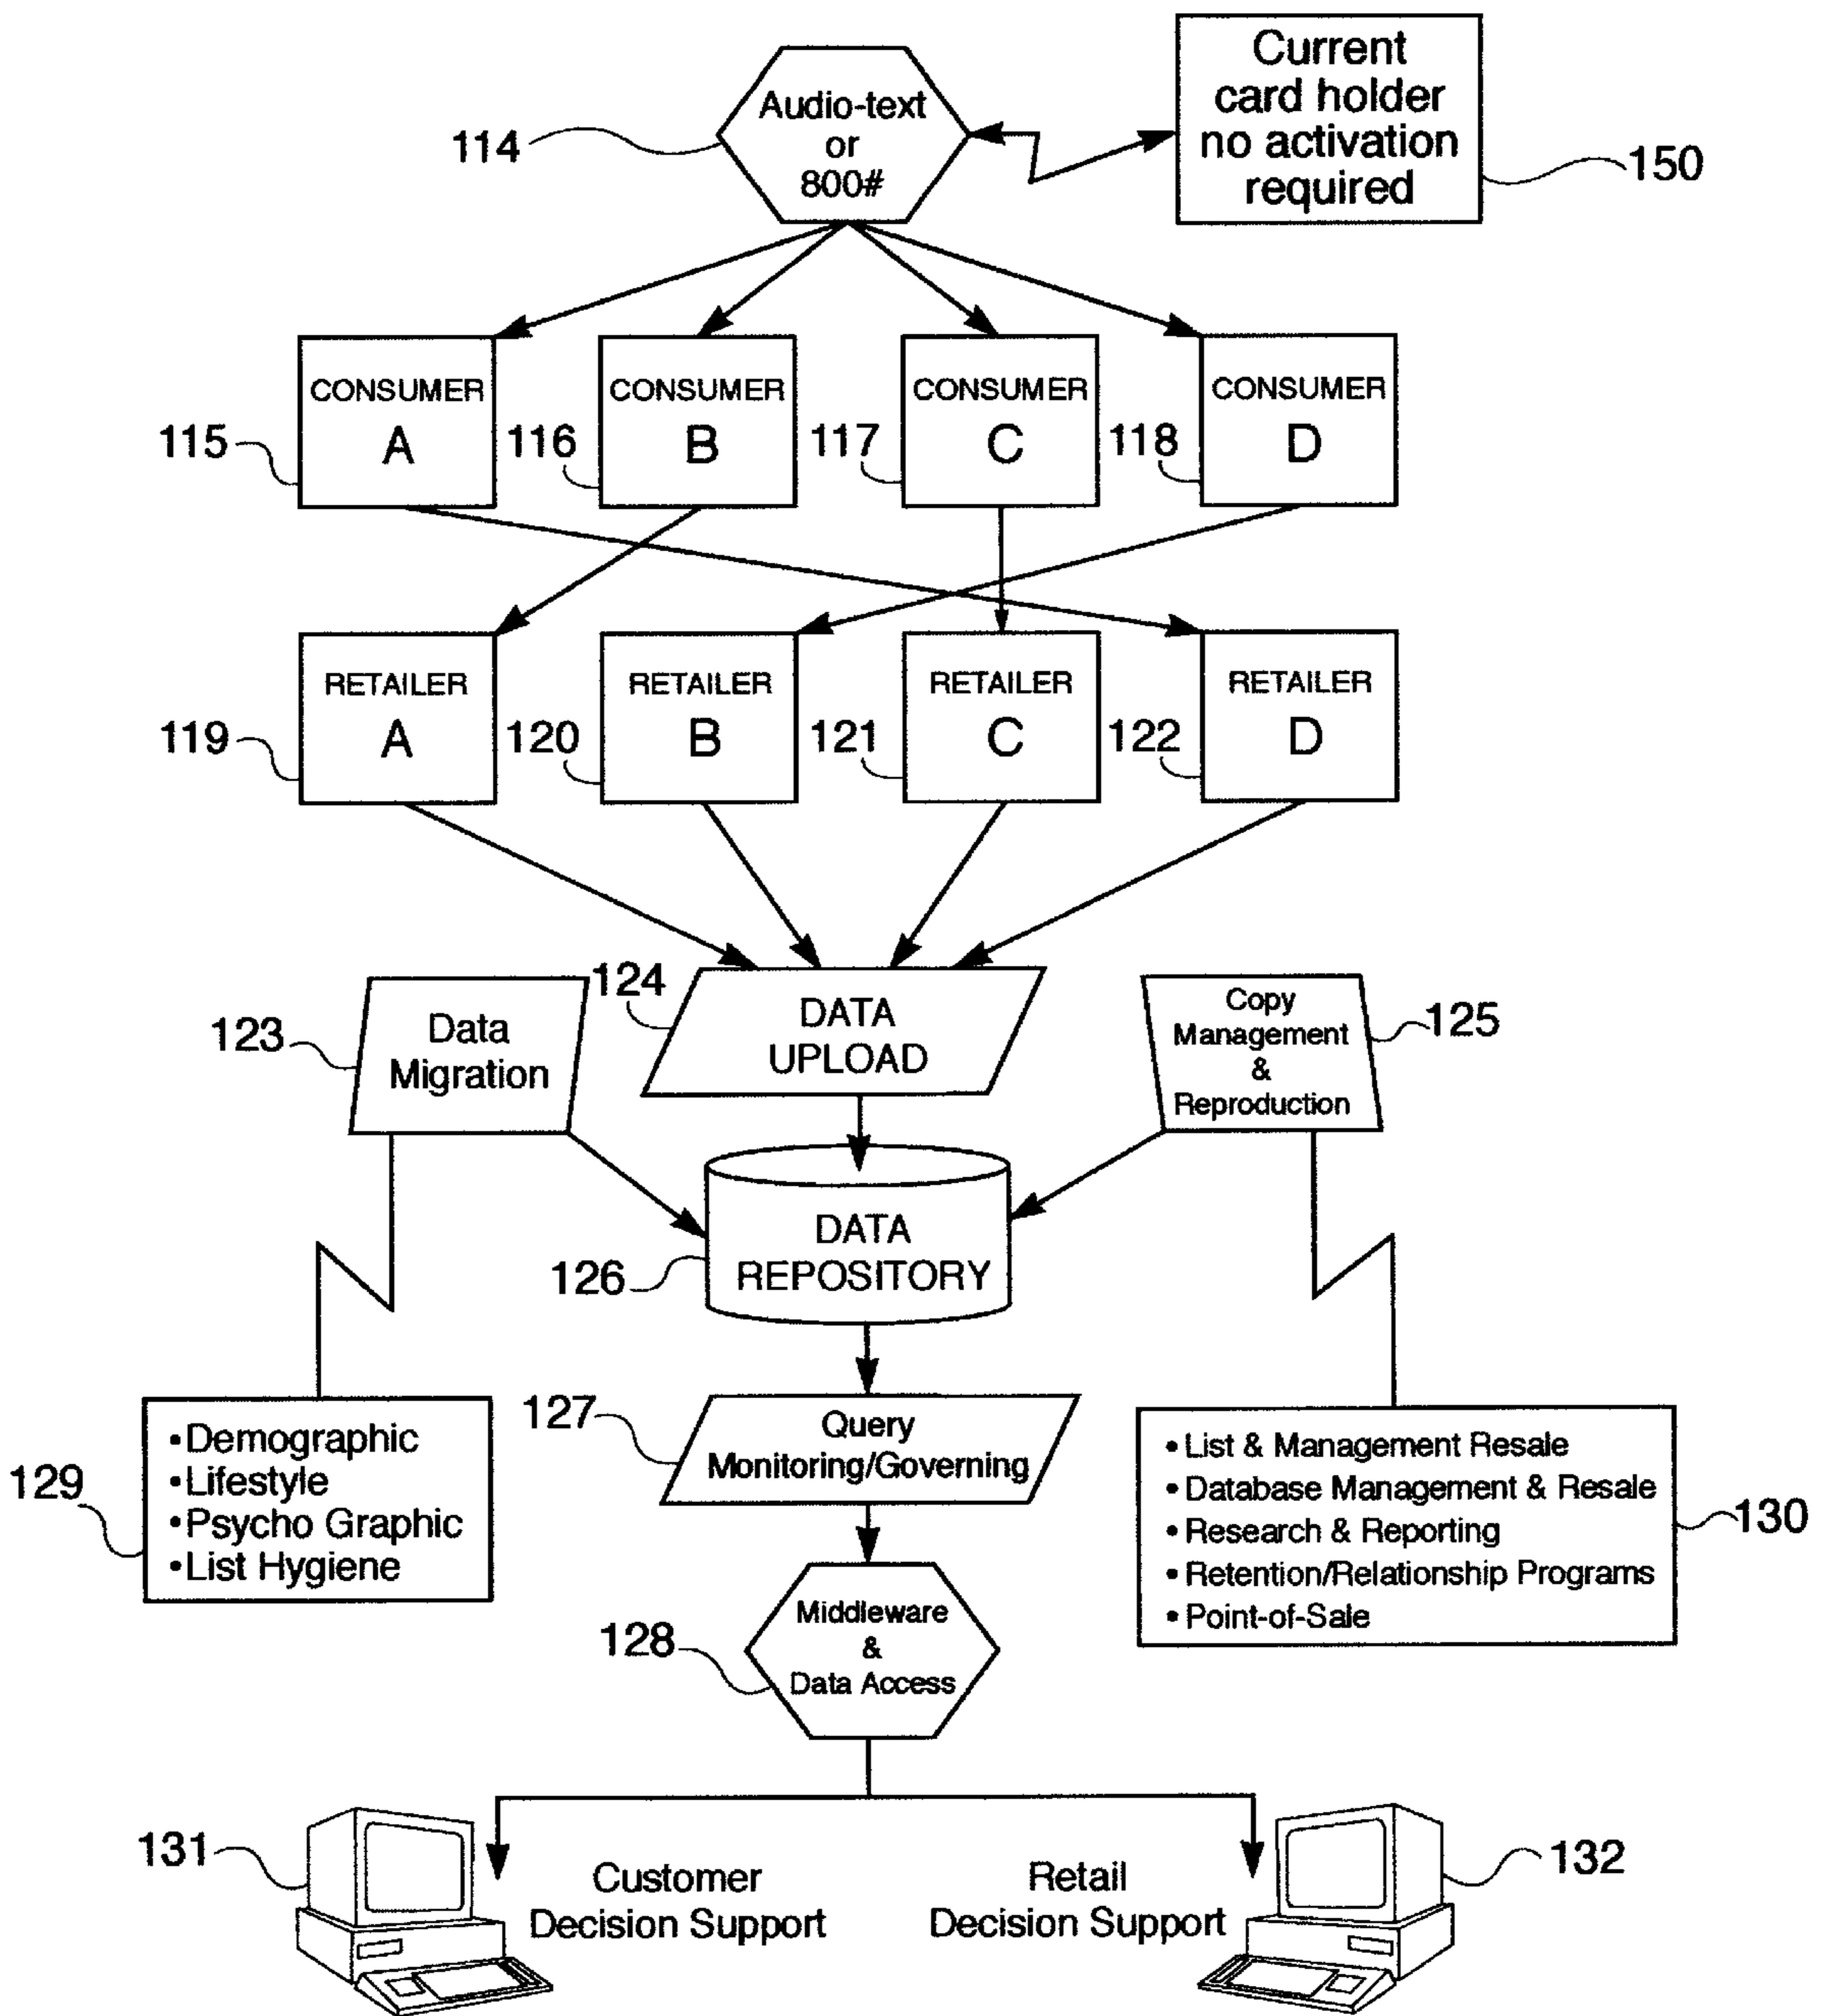 Current
card holder
no activation
required
150
Audio-text
or
800#
114
CONSUMER
A
115
CONSUMER
B
116
CONSUMER
C
117
CONSUMER
D
118
RETAILER
A
119
RETAILER
B
120
RETAILER
C
121
RETAILER
D
122
124
DATA
UPLOAD
123
Data
Migration
Copy
Management
&
Reproduction
125
DATA
REPOSITORY
126
127
Query
Monitoring/Governing
129
•Demographic
•Lifestyle
•Psycho Graphic
•List Hygiene
• List & Management Resale
• Database Management & Resale
• Research & Reporting
• Retention/Relationship Programs
• Point-of-Sale
130
128
Middleware
&
Data Access
131
Customer
Decision Support
Retail
Decision Support
132